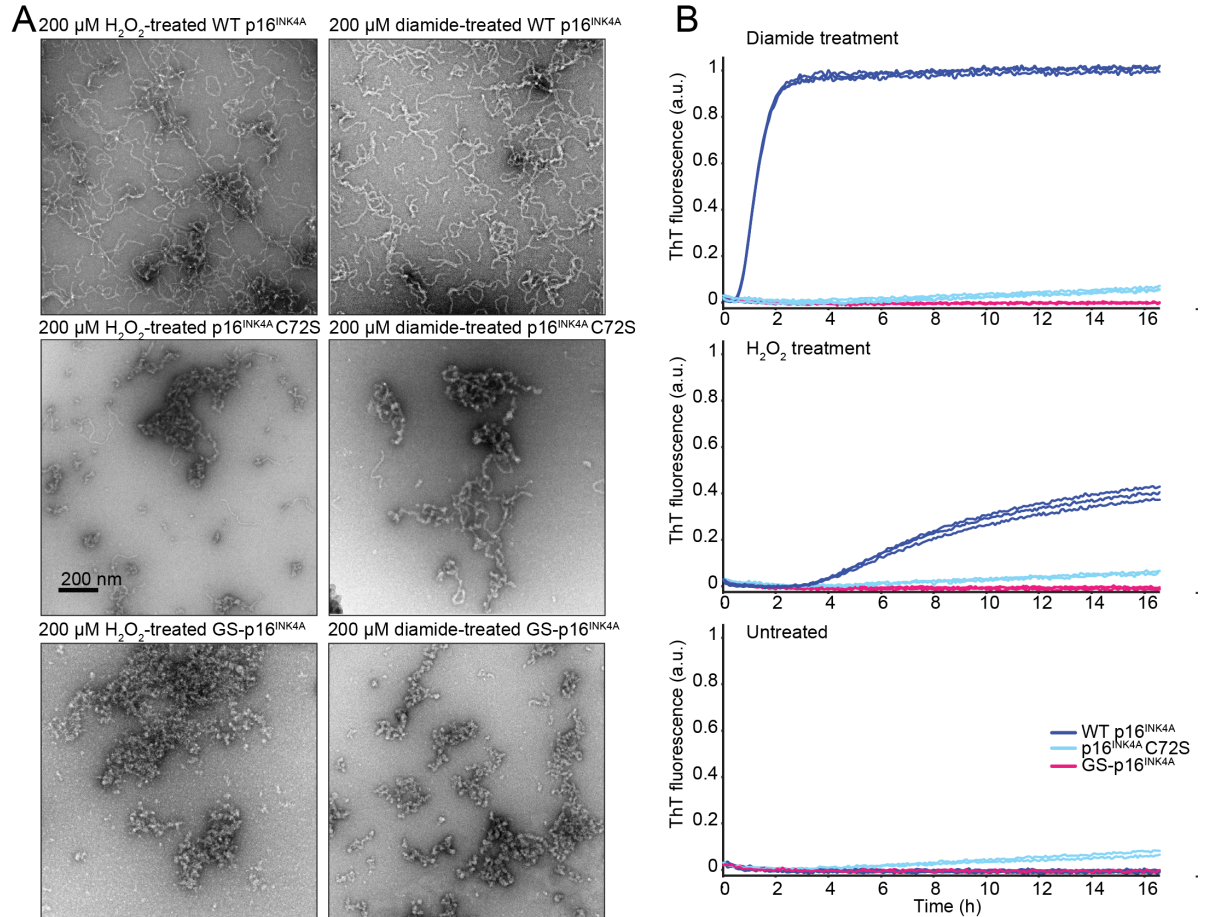 A
200 µM H₂O₂-treated WT p16ᴵᴺᴷ⁴ᴬ
200 µM diamide-treated WT p16ᴵᴺᴷ⁴ᴬ
200 µM H₂O₂-treated p16ᴵᴺᴷ⁴ᴬ C72S
200 µM diamide-treated p16ᴵᴺᴷ⁴ᴬ C72S
200 nm
200 µM H₂O₂-treated GS-p16ᴵᴺᴷ⁴ᴬ
200 µM diamide-treated GS-p16ᴵᴺᴷ⁴ᴬ
B
Diamide treatment
ThT fluorescence (a.u.)
1
0.8
0.6
0.4
0.2
0
0 2 4 6 8 10 12 14 16
H₂O₂ treatment
ThT fluorescence (a.u.)
1
0.8
0.6
0.4
0.2
0
0 2 4 6 8 10 12 14 16
Untreated
ThT fluorescence (a.u.)
1
0.8
0.6
0.4
0.2
0
WT p16ᴵᴺᴷ⁴ᴬ
p16ᴵᴺᴷ⁴ᴬ C72S
GS-p16ᴵᴺᴷ⁴ᴬ
0 2 4 6 8 10 12 14 16
Time (h)